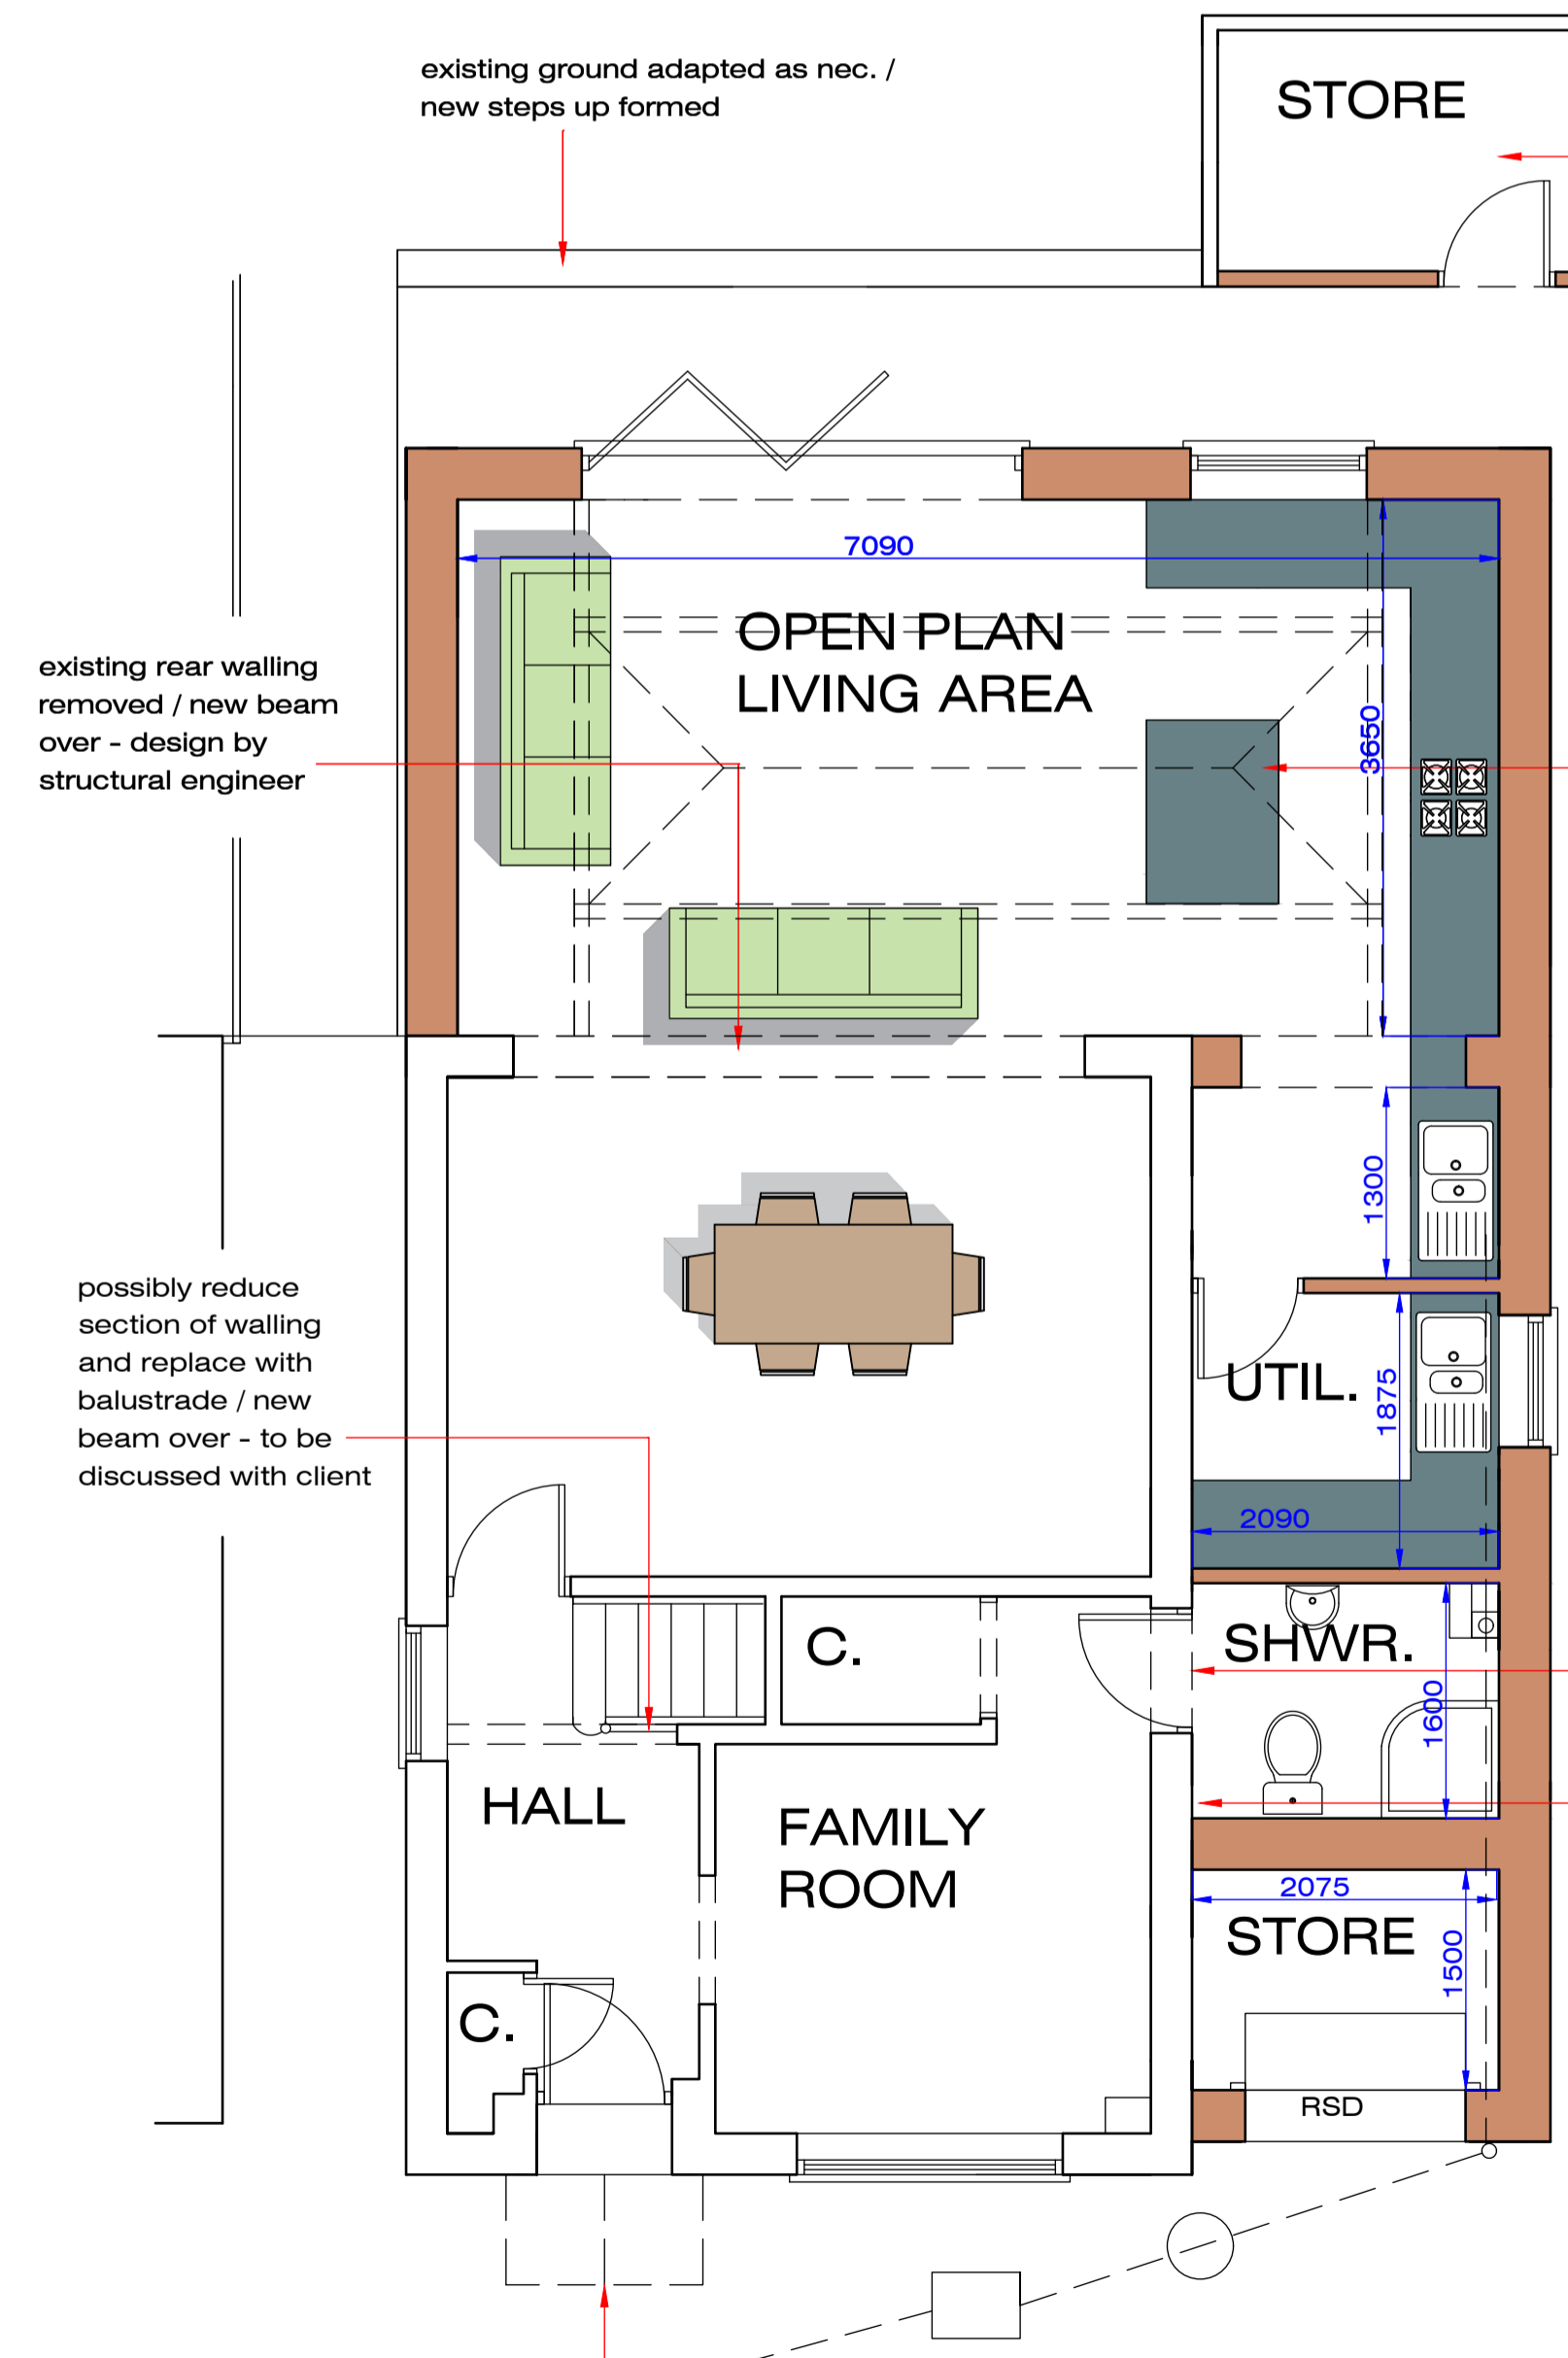 existing ground adapted as nec. /
new steps up formed
STORE
7090
OPEN PLAN
LIVING AREA
existing rear walling
removed / new beam
over - design by
structural engineer
3650
1300
possibly reduce
section of walling
and replace with
balustrade / new
beam over - to be
discussed with client
UTIL.
1875
2090
C.
SHWR.
1600
HALL
FAMILY
ROOM
2075
STORE
1500
C.
RSD